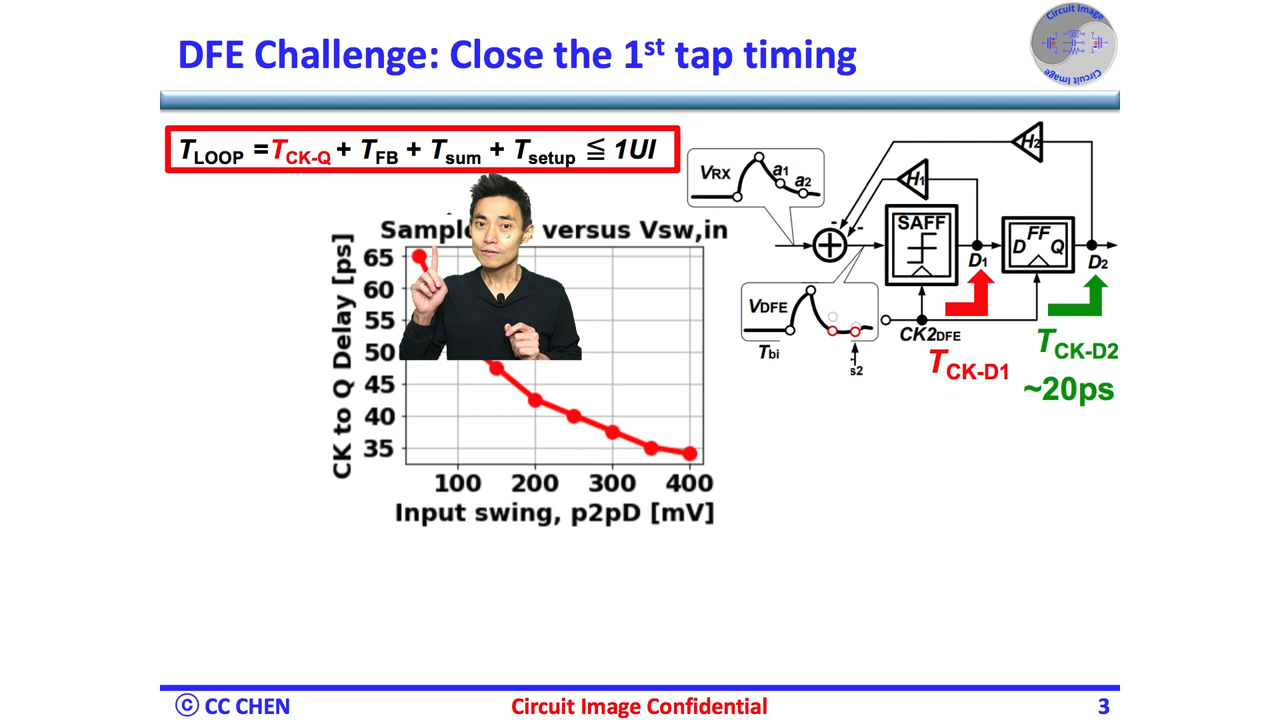 DFE Challenge: Close the 1st tap timing
Circuit Image
Circuit Image
TLOOP =TCK-Q + TFB + Tsum + Tsetup ≦ 1UI
VRX
a1
a2
H2
H1
SAFF
FF
D Q
D1
D2
VDFE
Tbi
s2
CK2DFE
TCK-D1
TCK-D2
~20ps
versus Vsw,in
CK to Q Delay [ps]
65
60
55
50
45
40
35
100 200 300 400
Input swing, p2pD [mV]
© CC CHEN
Circuit Image Confidential
3